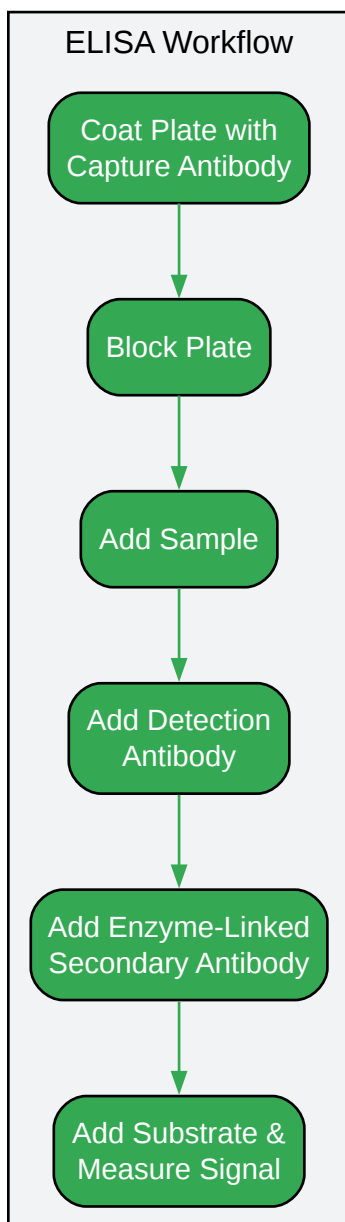 ELISA Workflow
Coat Plate with
Capture Antibody
Block Plate
Add Sample
Add Detection
Antibody
Add Enzyme-Linked
Secondary Antibody
Add Substrate &
Measure Signal